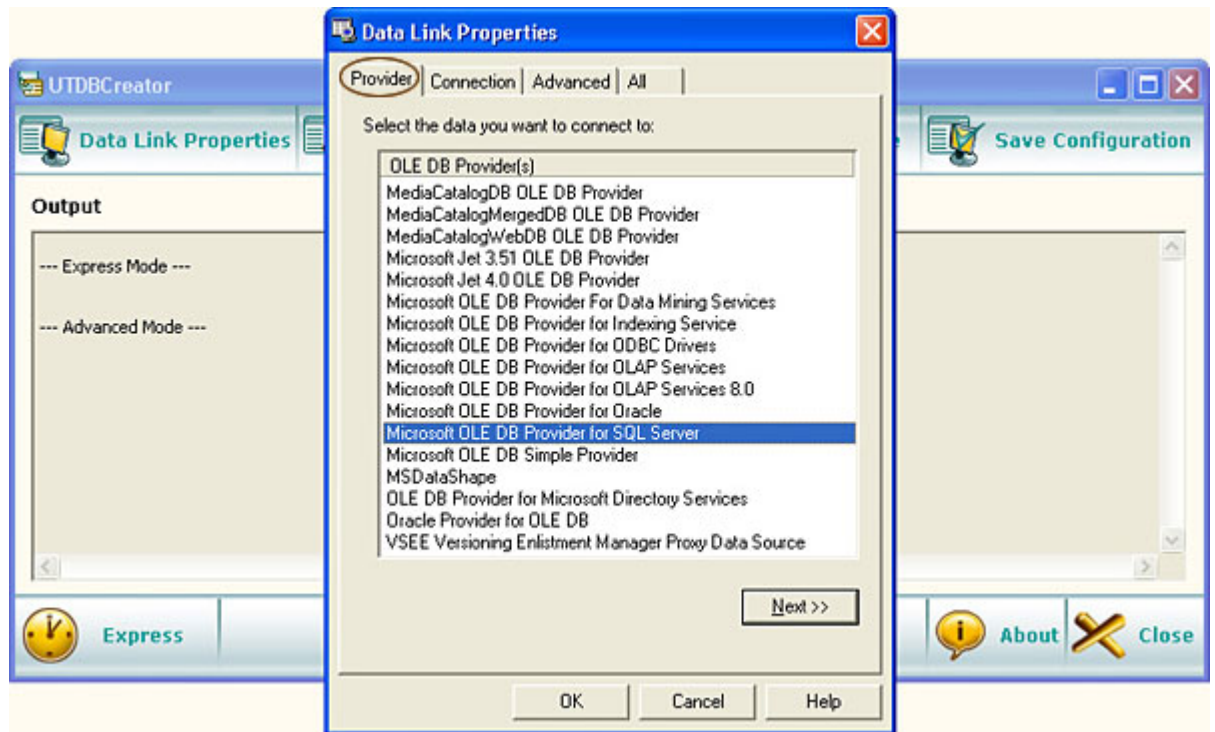 Data Link Properties
UTDBCreator
Provider Connection Advanced All
Data Link Properties
Save Configuration
Select the data you want to connect to:
OLE DB Provider(s)
MediaCatalogDB OLE DB Provider
MediaCatalogMergedDB OLE DB Provider
MediaCatalogWebDB OLE DB Provider
Microsoft Jet 3.51 OLE DB Provider
Microsoft Jet 4.0 OLE DB Provider
Microsoft OLE DB Provider For Data Mining Services
Microsoft OLE DB Provider for Indexing Service
Microsoft OLE DB Provider for ODBC Drivers
Microsoft OLE DB Provider for OLAP Services
Microsoft OLE DB Provider for OLAP Services 8.0
Microsoft OLE DB Provider for Oracle
Microsoft OLE DB Provider for SQL Server
Microsoft OLE DB Simple Provider
MSDataShape
OLE DB Provider for Microsoft Directory Services
Oracle Provider for OLE DB
VSEE Versioning Enlistment Manager Proxy Data Source
Output
--- Express Mode ---
--- Advanced Mode ---
Next >>
Express
About
Close
OK
Cancel
Help